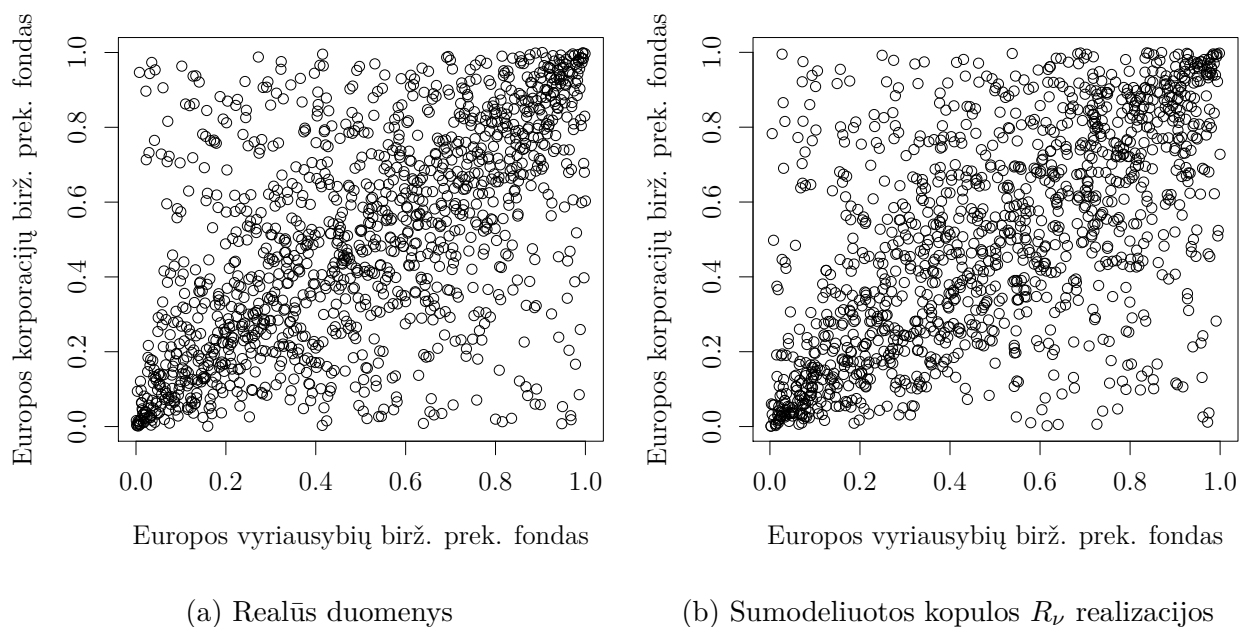 Europos korporacijų birž. prek. fondas
1.0
0.8
0.6
0.4
0.2
0.0
0.0 0.2 0.4 0.6 0.8 1.0
Europos vyriausybių birž. prek. fondas
(a) Realūs duomenys
Europos korporacijų birž. prek. fondas
1.0
0.8
0.6
0.4
0.2
0.0
0.0 0.2 0.4 0.6 0.8 1.0
Europos vyriausybių birž. prek. fondas
(b) Sumodeliuotos kopulos R_ν realizacijos